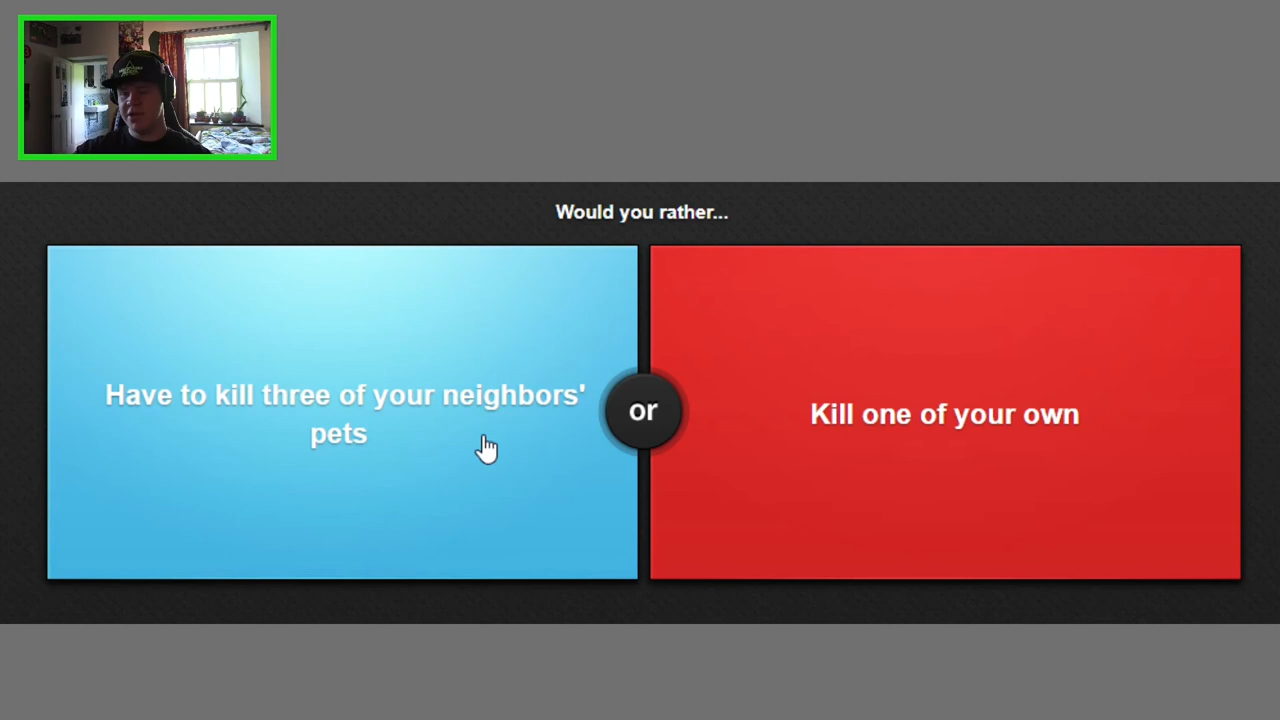 Would you rather...
Have to kill three of your neighbors'
pets
or
Kill one of your own